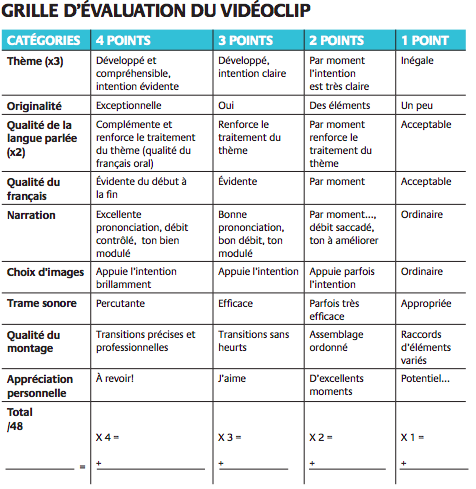 GRILLE D'ÉVALUATION DU VIDÉOCLIP
CATÉGORIES 4 POINTS 3 POINTS 2 POINTS 1 POINT
Thème (x3)
Développé et
compréhensible,
intention évidente
Développé,
intention claire
Par moment
l'intention
est très claire
Inégale
Originalité Exceptionnelle Oui Des éléments Un peu
Qualité de la
langue parlée
(x2)
Complémente et
renforce le traitement
du thème (qualité du
français oral)
Renforce le
traitement du
thème
Par moment
renforce le
traitement du
thème
Acceptable
Qualité du
français
Évidente du début à
la fin
Évidente
Par moment
Acceptable
Narration
Excellente
prononciation, débit
contrôlé, ton bien
modulé
Bonne
prononciation,
bon débit, ton
modulé
Par moment...,
débit saccadé,
ton à améliorer
Ordinaire
Choix d'images
Appuie l'intention
brillamment
Appuie l'intention
Appuie parfois
l'intention
Ordinaire
Trame sonore
Percutante
Efficace
Parfois très
efficace
Appropriée
Qualité du
montage
Transitions précises et
professionnelles
Transitions sans
heurts
Assemblage
ordonné
Raccords
d'éléments
variés
Appréciation
personnelle
À revoir!
J'aime
D'excellents
moments
Potentiel...
Total
/48
X 4 = X 3 = X 2 = X 1 =
= + + + +